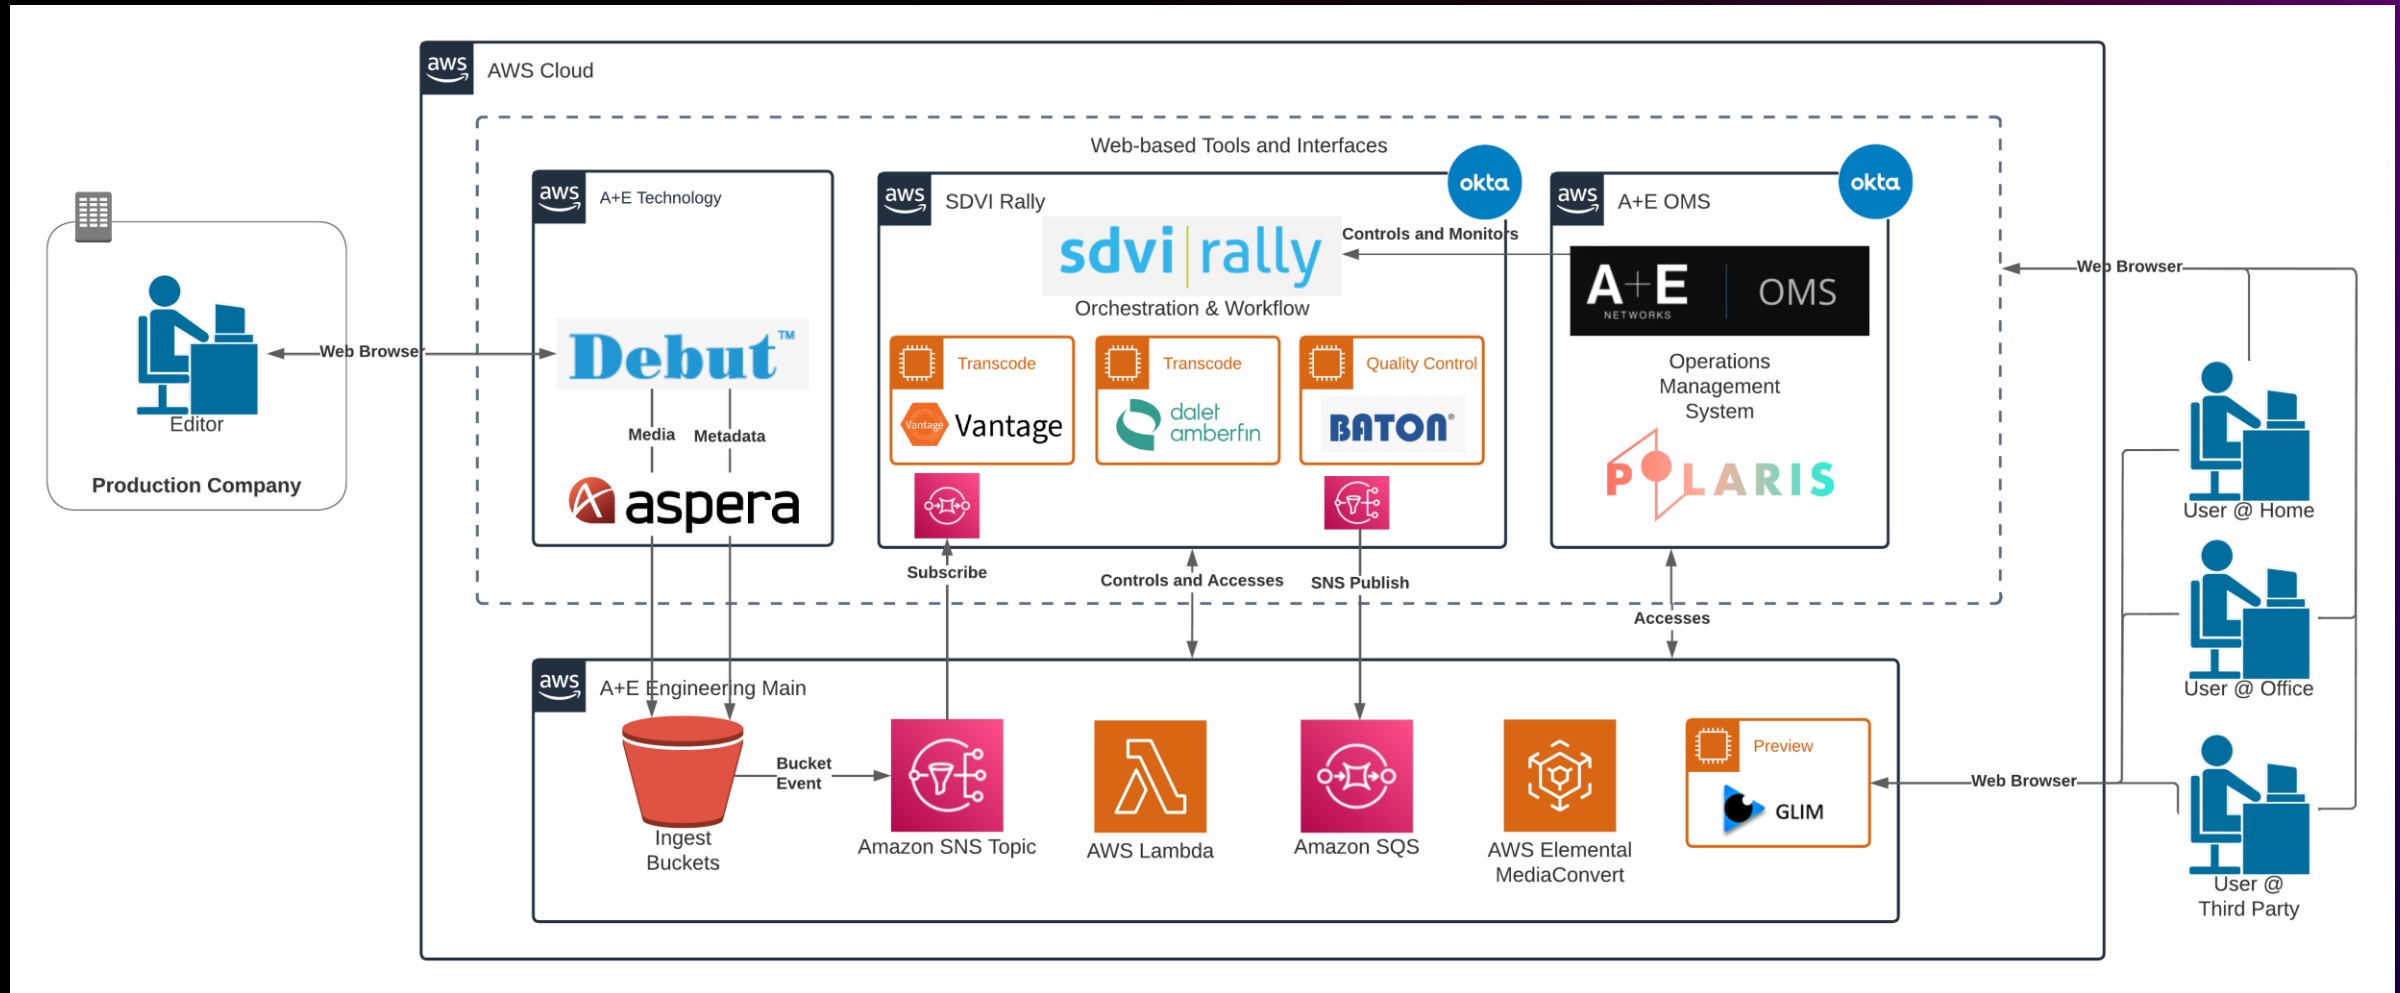 aws
AWS Cloud
Web-based Tools and Interfaces
aws
A+E Technology
Debut™
Media
Metadata
aspera
aws
SDVI Rally
okta
sdvi|rally
Orchestration & Workflow
Controls and Monitors
Transcode
Vantage
Vantage
Transcode
dalet
amberfin
Quality Control
BATON®
aws
A+E OMS
okta
A+E
NETWORKS
OMS
Operations
Management
System
POLARIS
Editor
Production Company
Web Browser
Subscribe
Controls and Accesses
SNS Publish
Accesses
aws
A+E Engineering Main
Ingest
Buckets
Bucket
Event
Amazon SNS Topic
AWS Lambda
Amazon SQS
AWS Elemental
MediaConvert
Preview
GLIM
Web Browser
Web Browser
User @ Home
User @ Office
User @
Third Party